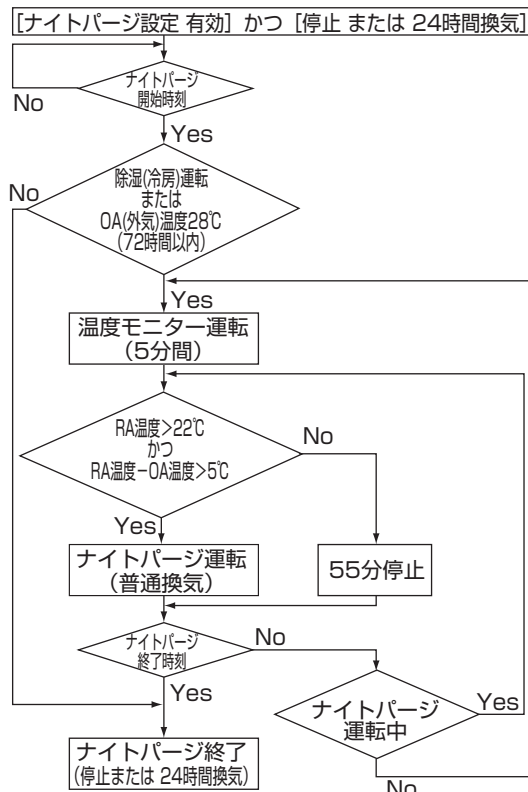 [ナイトパージ設定 有効] かつ [停止 または 24時間換気]
ナイトパージ
開始時刻
No
Yes
除湿(冷房)運転
または
OA(外気)温度28℃
(72時間以内)
No
Yes
温度モニター運転
(5分間)
RA温度>22℃
かつ
RA温度−OA温度>5℃
No
Yes
ナイトパージ運転
(普通換気)
55分停止
ナイトパージ
終了時刻
No
Yes
ナイトパージ
運転中
Yes
No
ナイトパージ終了
(停止または 24時間換気)